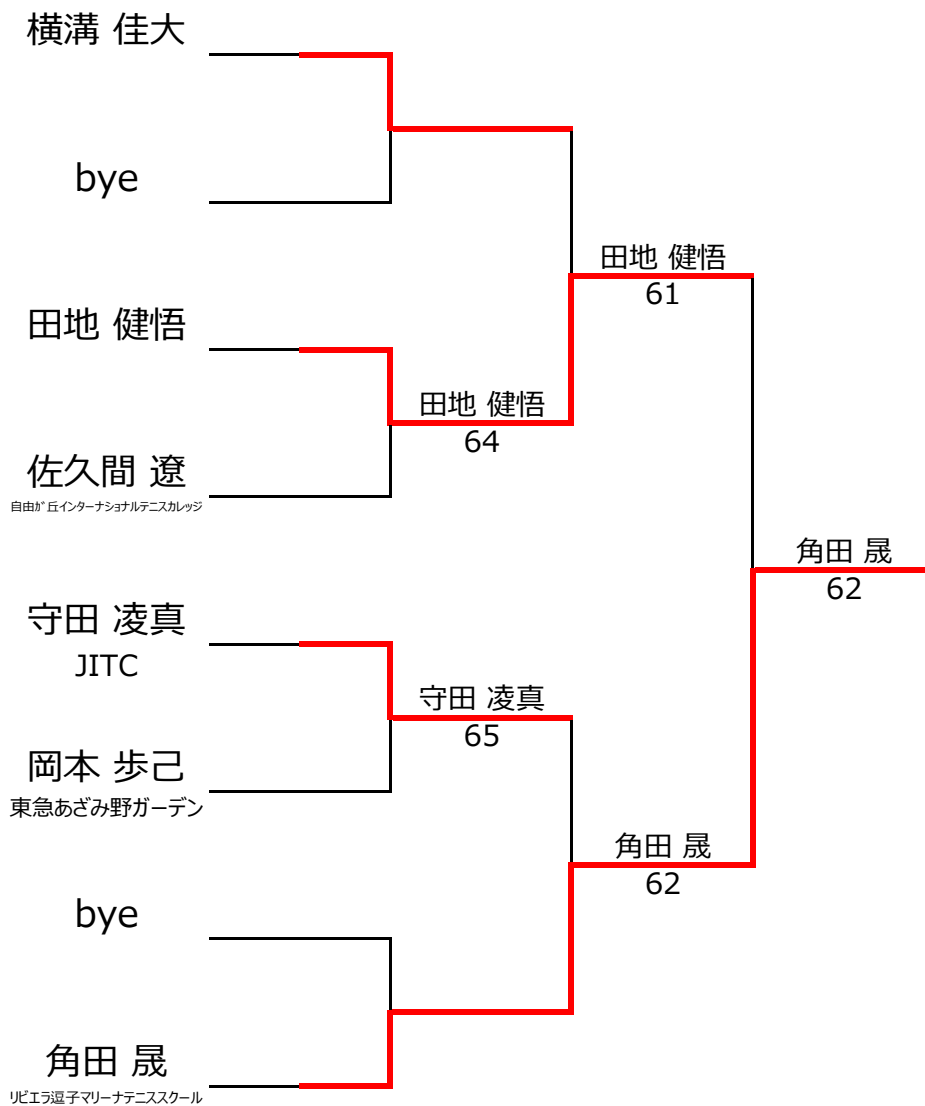 横溝 佳大
bye
田地 健悟
61
田地 健悟
田地 健悟
64
佐久間 遼
自由が丘インターナショナルテニスカレッジ
角田 晟
62
守田 凌真
JITC
守田 凌真
65
岡本 歩己
東急あざみ野ガーデン
角田 晟
62
bye
角田 晟
リビエラ逗子マリーナテニススクール